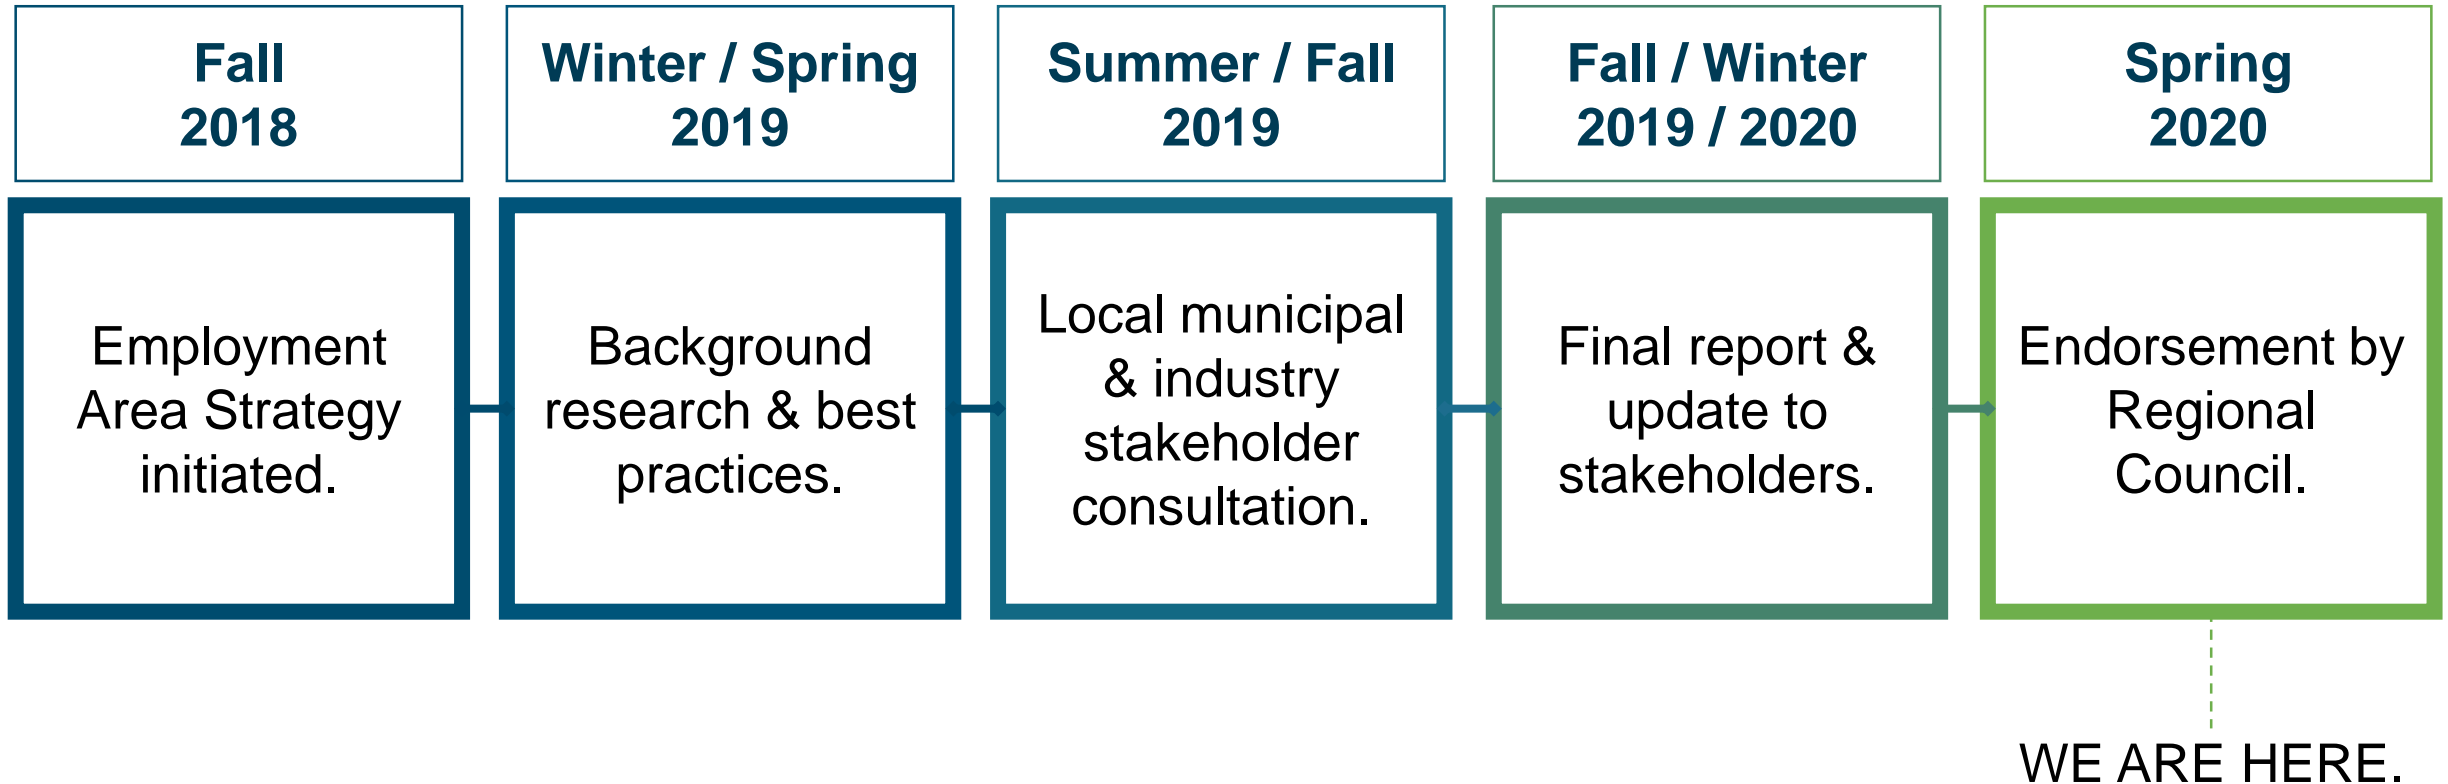 Fall
2018
Winter / Spring
2019
Summer / Fall
2019
Fall / Winter
2019 / 2020
Spring
2020
Employment
Area Strategy
initiated.
Background
research & best
practices.
Local municipal
& industry
stakeholder
consultation.
Final report &
update to
stakeholders.
Endorsement by
Regional
Council.
WE ARE HERE.